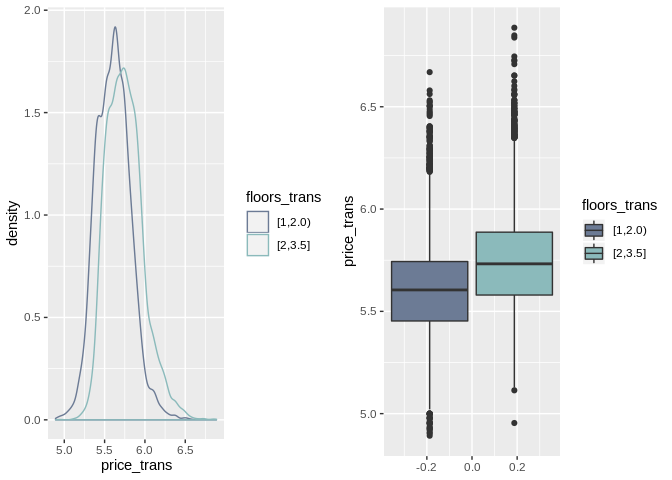 2.0
1.5
1.0
0.5
0.0
density
5.0 5.5 6.0 6.5
price_trans
floors_trans
[1,2.0)
[2,3.5]
6.5
6.0
5.5
5.0
price_trans
-0.2 0.0 0.2
floors_trans
[1,2.0)
[2,3.5]